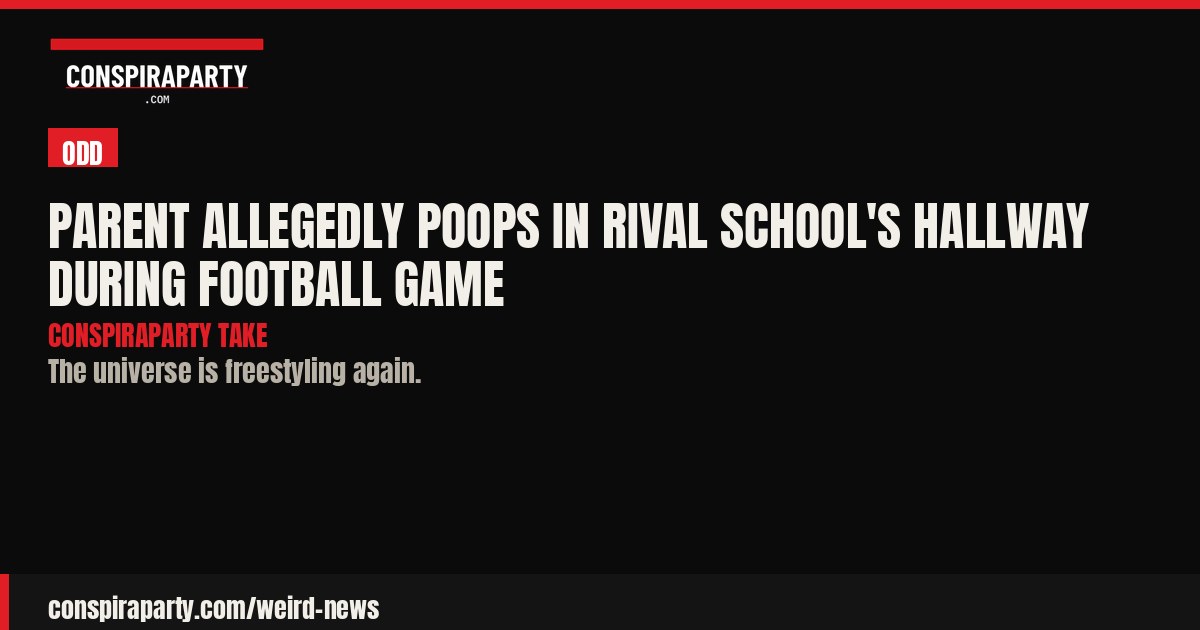 CONSPIRAPARTY
.COM
ODD
PARENT ALLEGEDLY POOPS IN RIVAL SCHOOL'S HALLWAY
DURING FOOTBALL GAME
CONSPIRAPARTY TAKE
The universe is freestyling again.
conspiraparty.com/weird-news